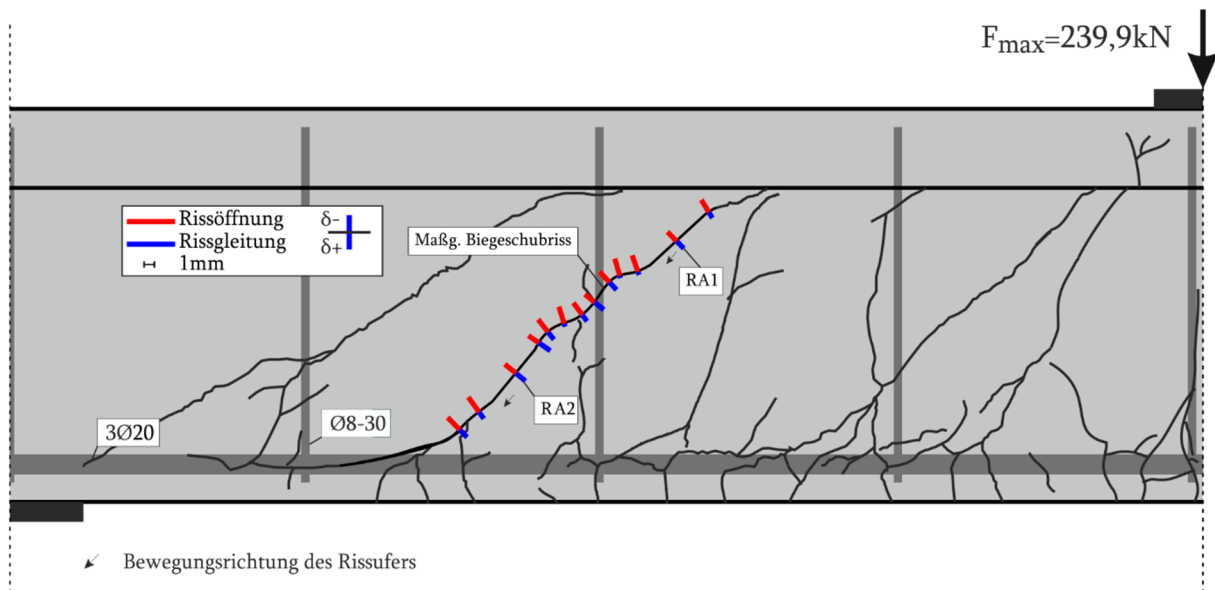 Fmax=239,9kN
Rissöffnung
δ-
Rissgleitung
δ+
1mm
Maßg. Biegeschubriss
RA1
RA2
3Ø20
Ø8-30
Bewegungsrichtung des Rissufers